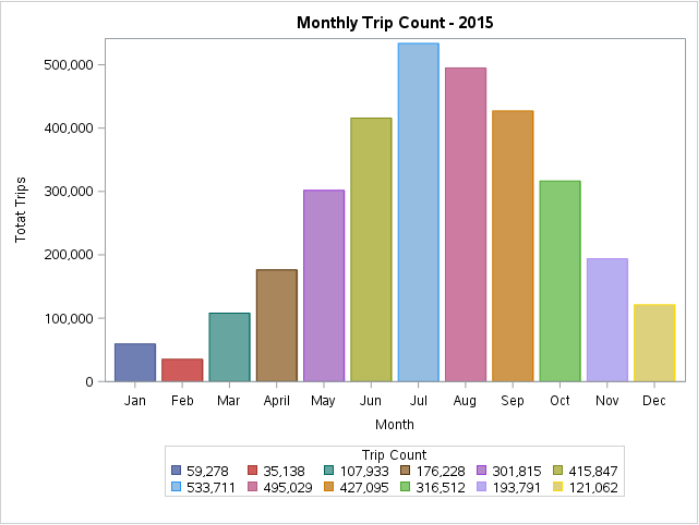 Monthly Trip Count - 2015
500,000
400,000
300,000
200,000
100,000
0
Totat Trips
Jan Feb Mar April May Jun Jul Aug Sep Oct Nov Dec
Month
Trip Count
59,278 35,138 107,933 176,228 301,815 415,847
533,711 495,029 427,095 316,512 193,791 121,062